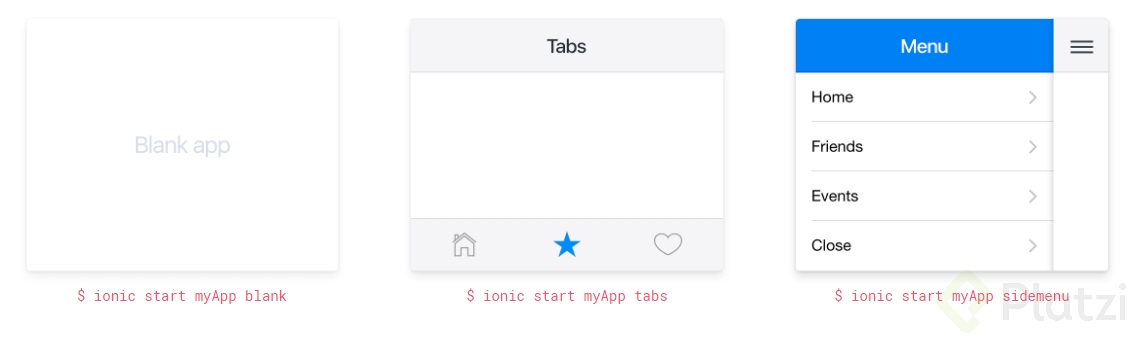 Blank app
$ ionic start myApp blank
Tabs
$ ionic start myApp tabs
Menu
Home
Friends
Events
Close
$ ionic start myApp sidemenu
Platzi